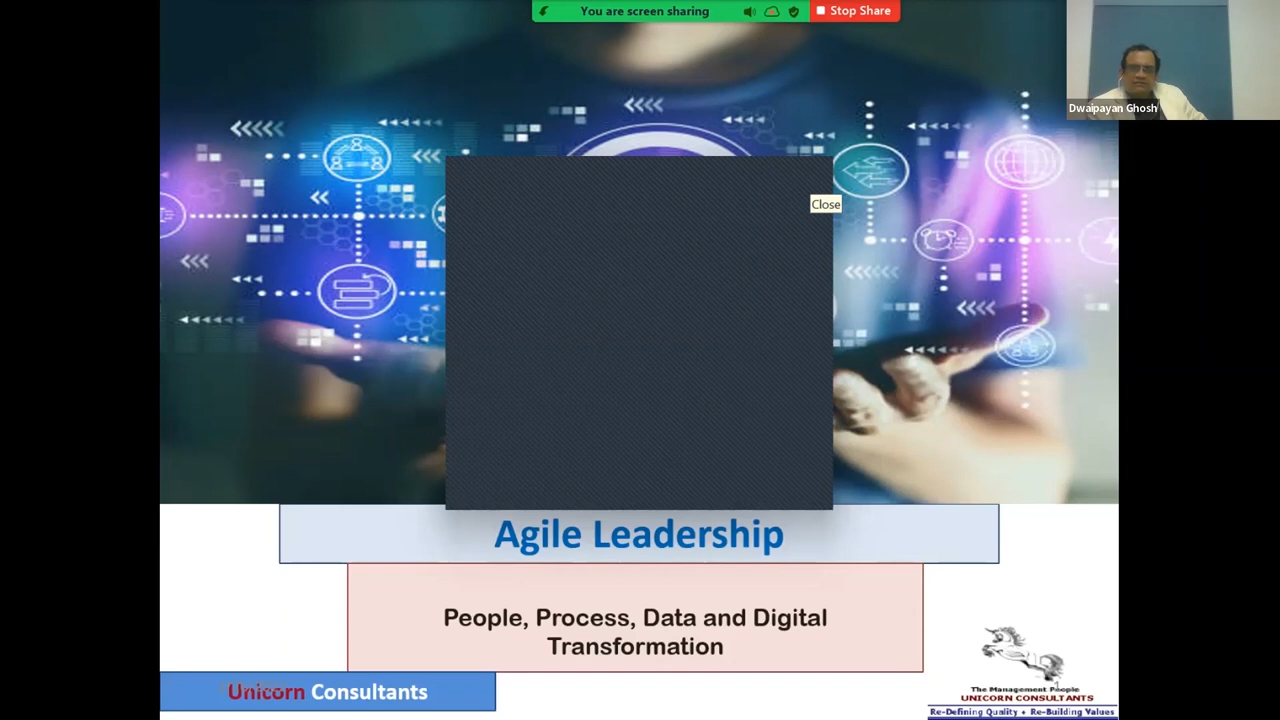 You are screen sharing
Stop Share
Dwaipayan Ghosh
Close
Agile Leadership
People, Process, Data and Digital
Transformation
Unicorn Consultants
The Management People
UNICORN CONSULTANTS
Re-Defining Quality + Re-Building Values